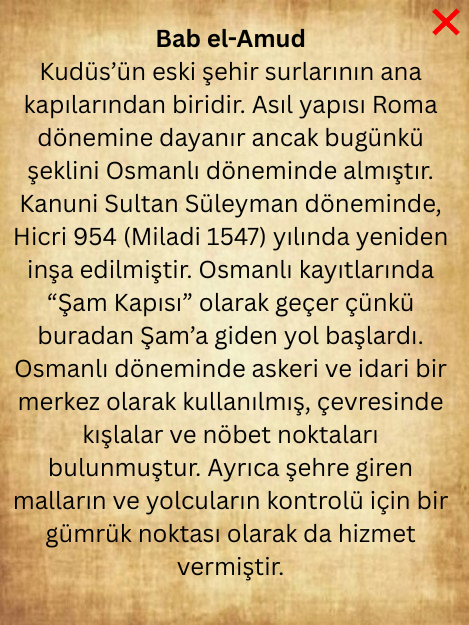 Bab el-Amud
Kudüs’ün eski şehir surlarının ana
kapılarından biridir. Asıl yapısı Roma
dönemine dayanır ancak bugünkü
şeklini Osmanlı döneminde almıştır.
Kanuni Sultan Süleyman döneminde,
Hicri 954 (Miladi 1547) yılında yeniden
inşa edilmiştir. Osmanlı kayıtlarında
“Şam Kapısı” olarak geçer çünkü
buradan Şam’a giden yol başlardı.
Osmanlı döneminde askeri ve idari bir
merkez olarak kullanılmış, çevresinde
kışlalar ve nöbet noktaları
bulunmuştur. Ayrıca şehre giren
malların ve yolcuların kontrolü için bir
gümrük noktası olarak da hizmet
vermiştir.